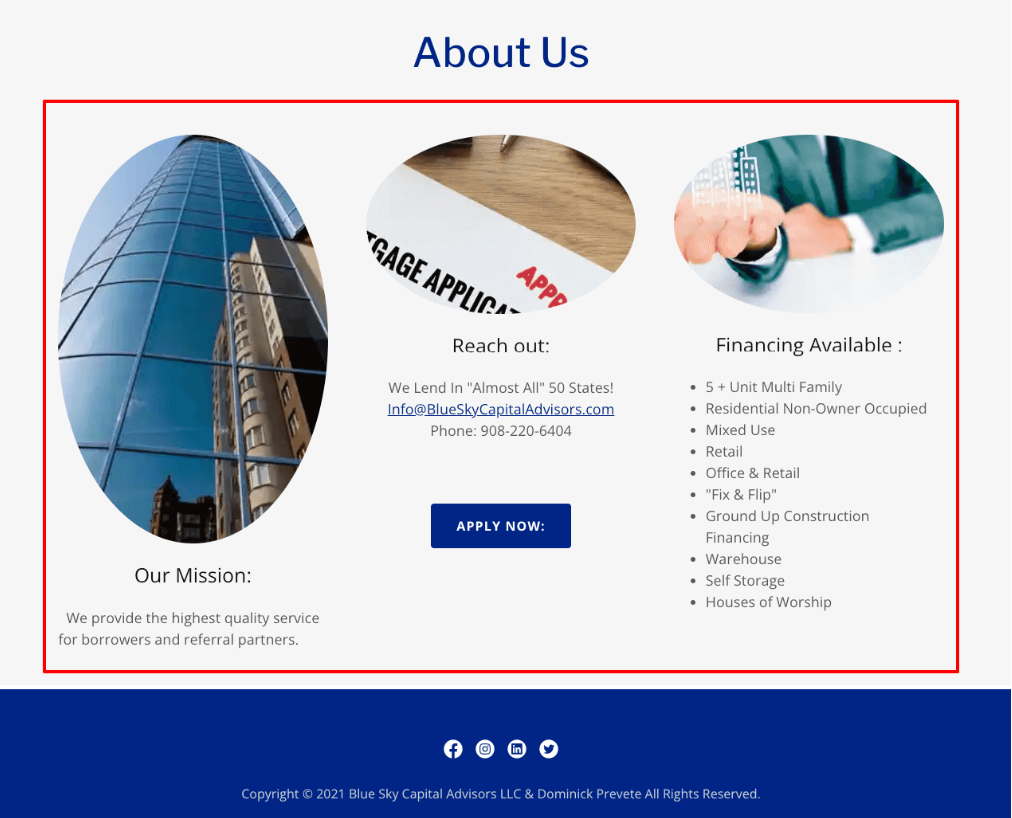 About Us
Our Mission:
We provide the highest quality service
for borrowers and referral partners.
GAGE APPLICAT
APPR
Reach out:
We Lend In "Almost All" 50 States!
Info@BlueSkyCapitalAdvisors.com
Phone: 908-220-6404
APPLY NOW:
Financing Available :
5 + Unit Multi Family
Residential Non-Owner Occupied
Mixed Use
Retail
Office & Retail
"Fix & Flip"
Ground Up Construction
Financing
Warehouse
Self Storage
Houses of Worship
Copyright © 2021 Blue Sky Capital Advisors LLC & Dominick Prevete All Rights Reserved.